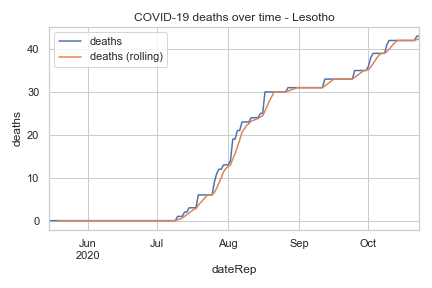 COVID-19 deaths over time - Lesotho
deaths
deaths (rolling)
40
30
20
10
0
deaths
Jun
2020
Jul
Aug
Sep
Oct
dateRep